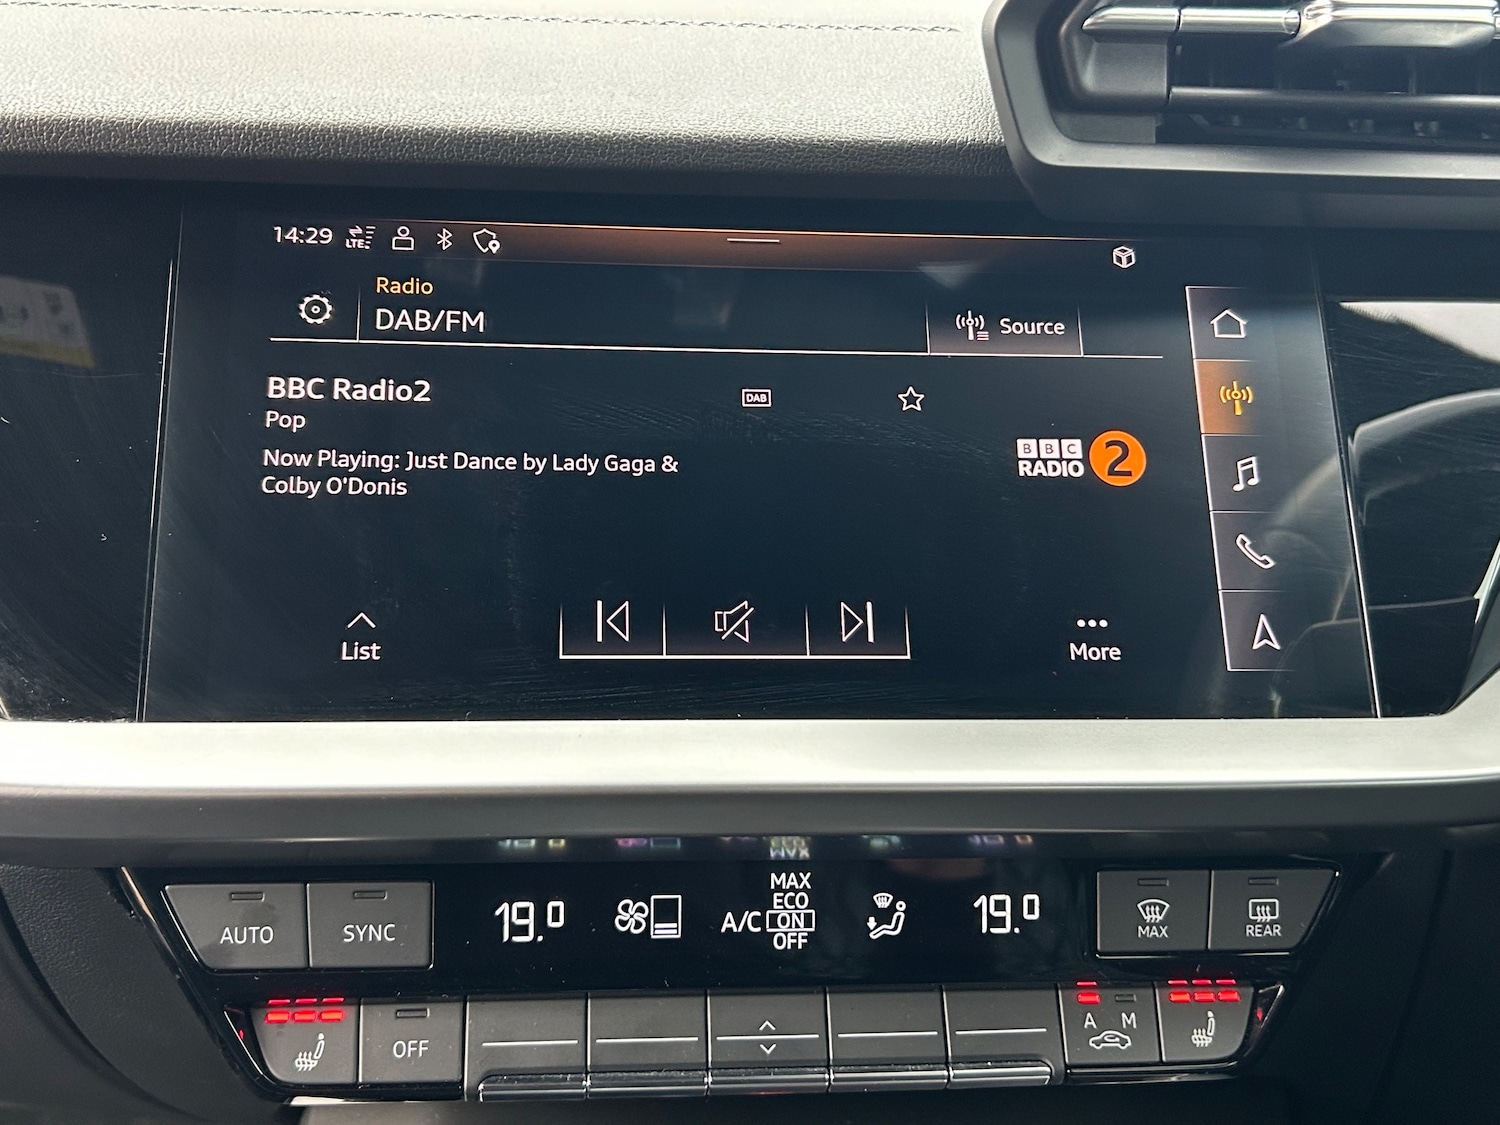 14:29 LTE
Radio
DAB/FM
Source
BBC Radio2
DAB
Pop
Now Playing: Just Dance by Lady Gaga &
Colby O'Donis
BBC
RADIO 2
List
More
AUTO
SYNC
19.0
MAX
ECO
A/C ON
OFF
19.0
MAX
REAR
OFF
A M